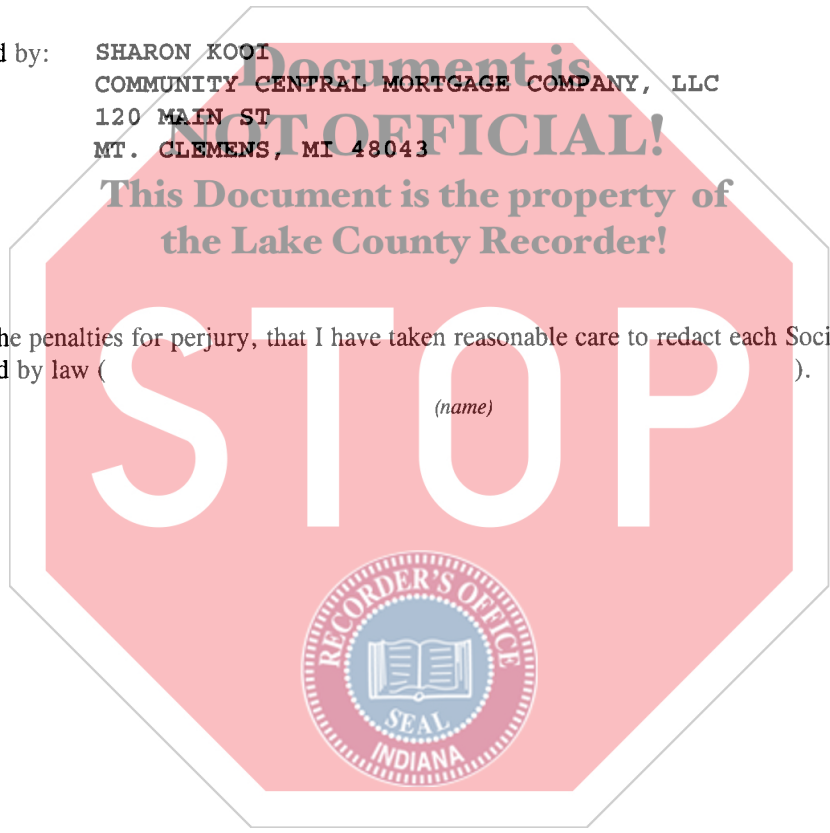 d by: SHARON KOOI
COMMUNITY CENTRAL MORTGAGE COMPANY, LLC
120 MAIN ST
MT. CLEMENS, MI 48043
Document is
NOT OFFICIAL!
This Document is the property of
the Lake County Recorder!
he penalties for perjury, that I have taken reasonable care to redact each Soci
d by law ( ).
(name)
STOP
RECORDER'S OFFICE
SEAL
INDIANA